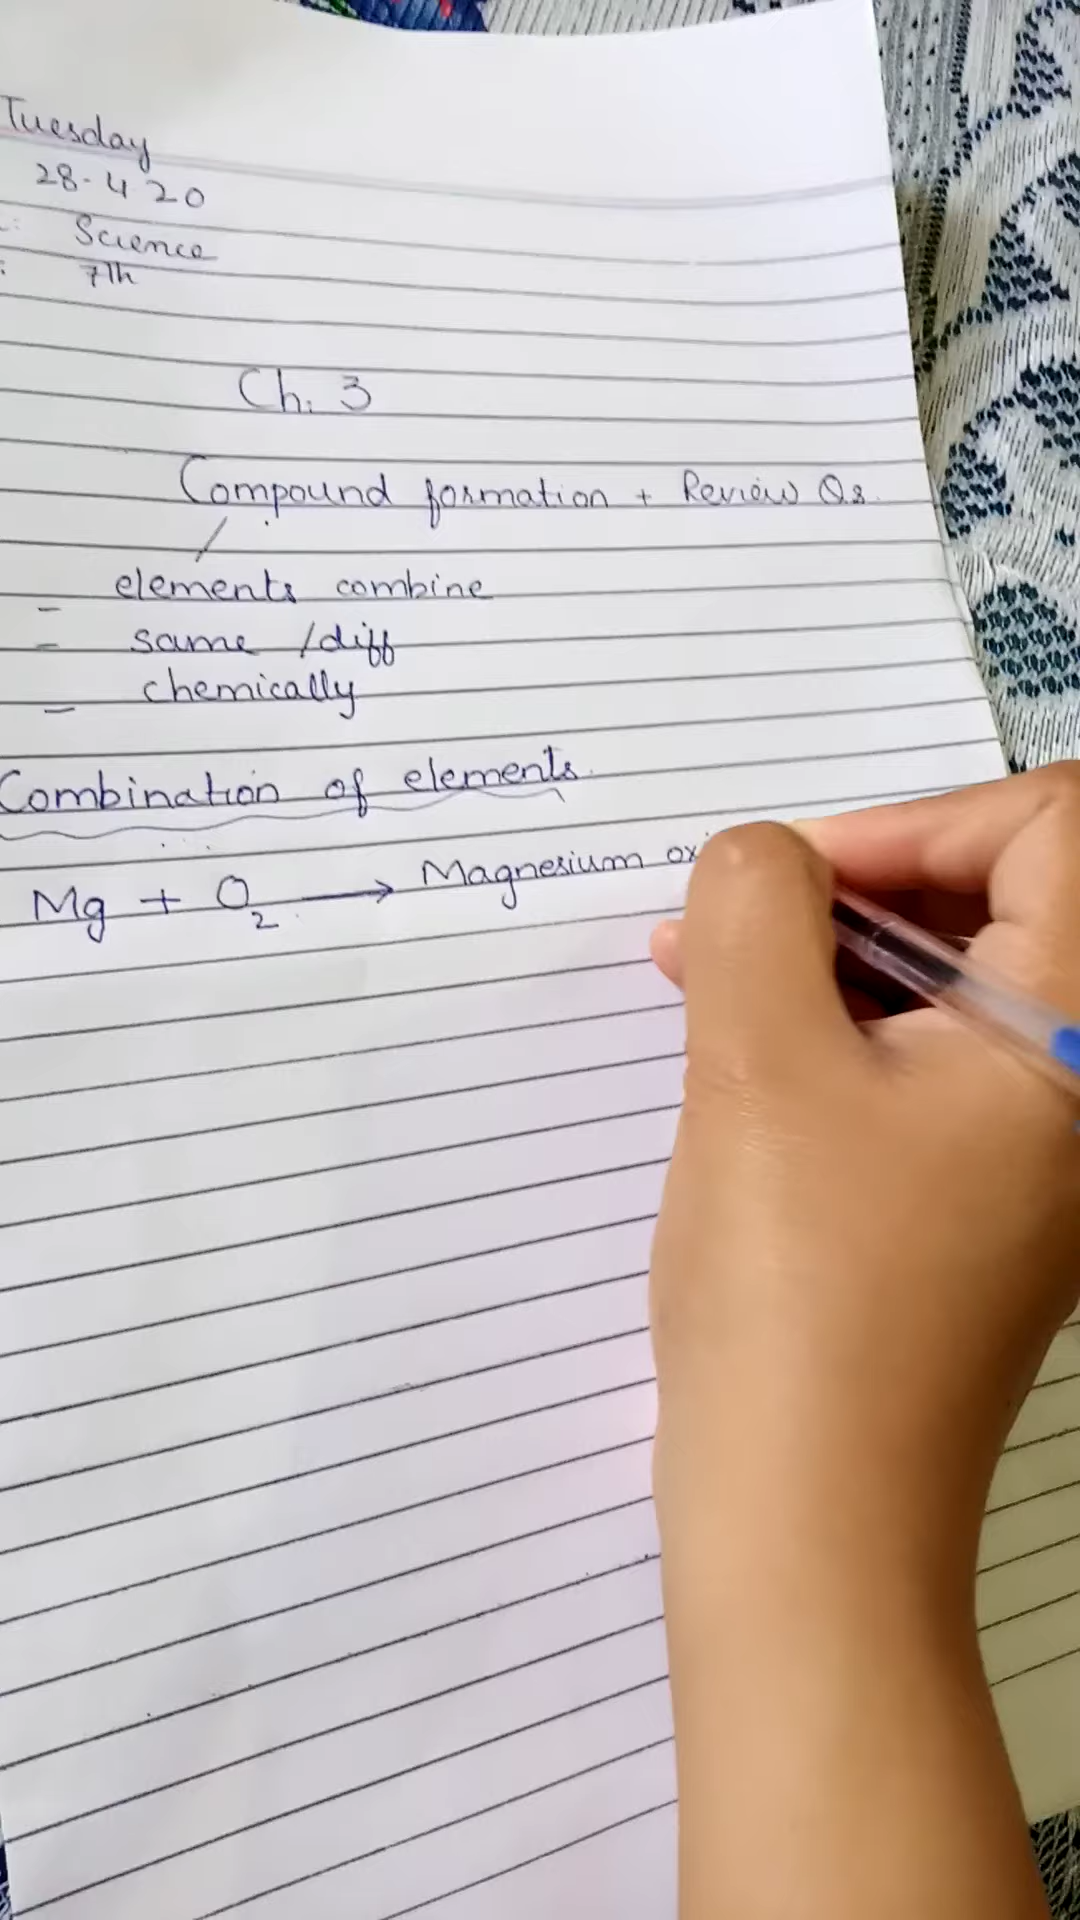 Tuesday
28-4 20
: Science
: 7th
Ch. 3
Compound formation + Review Qs.
elements combine
- same /diff
- chemically
Combination of elements.
Mg + O2 → Magnesium ox